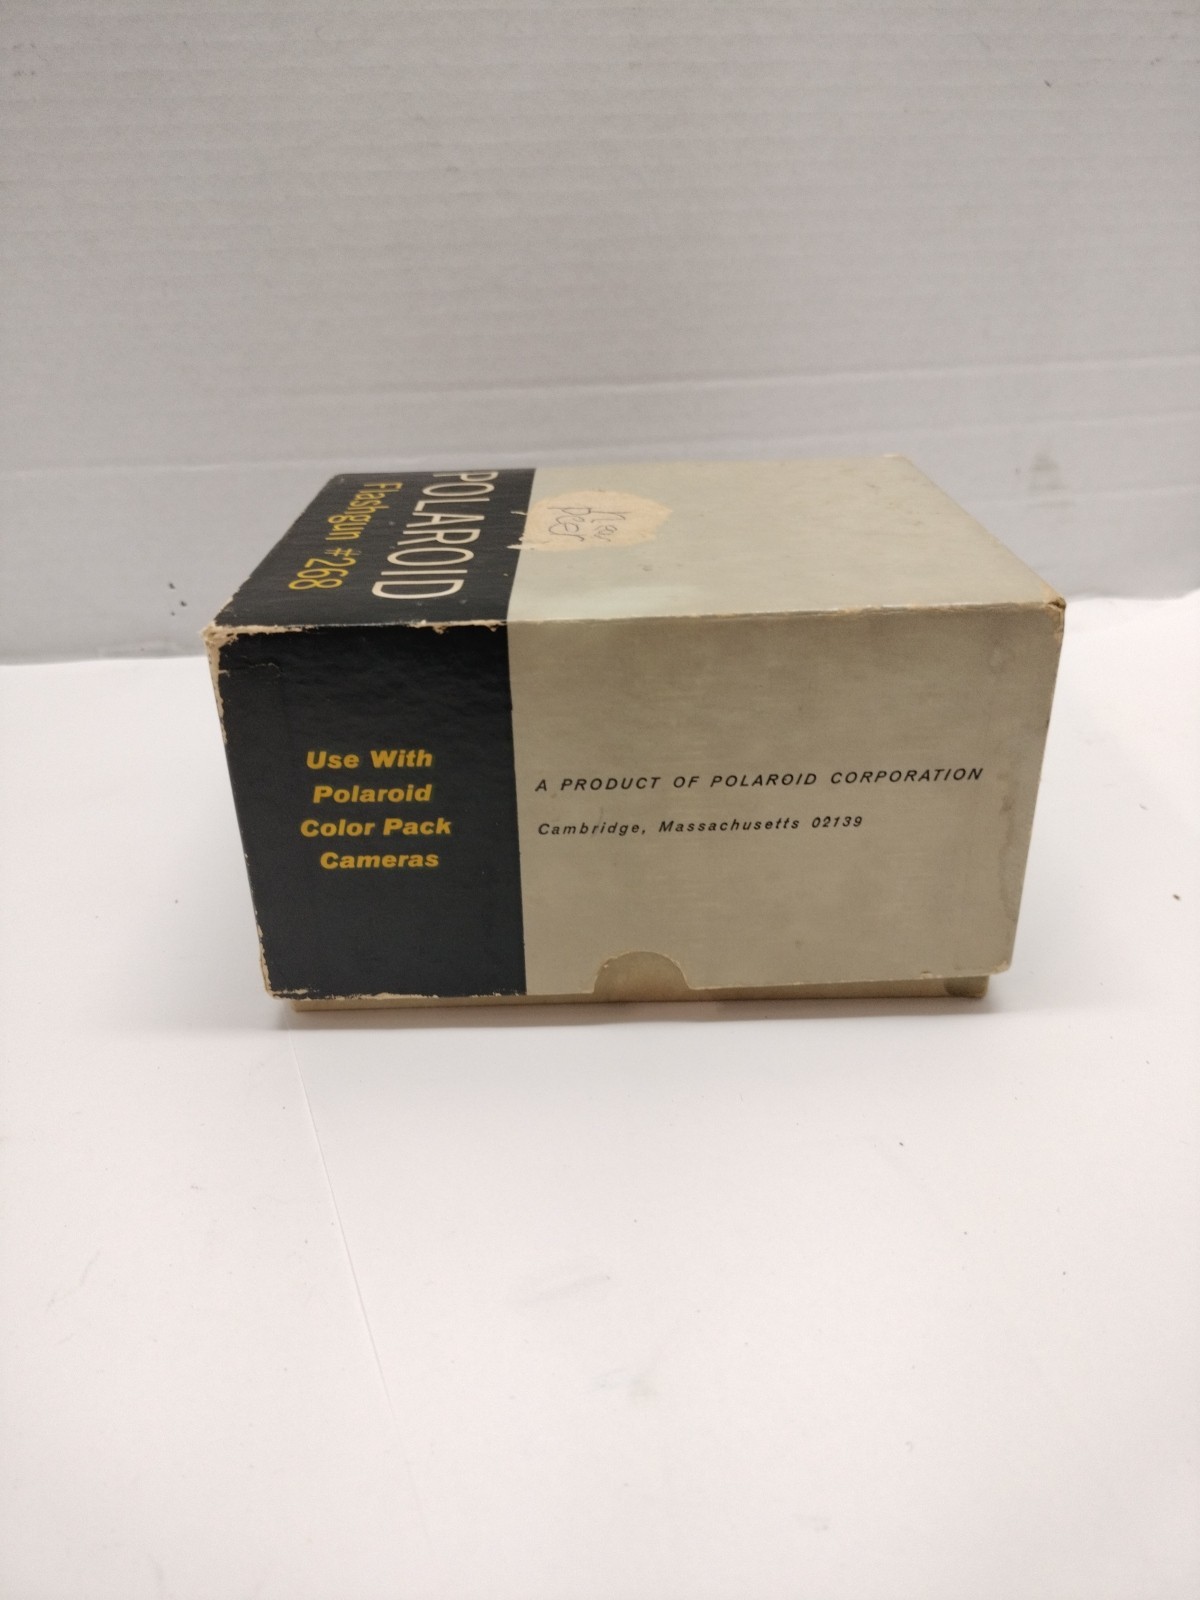 POLAROID
Flashgun #268
Use With
Polaroid
Color Pack
Cameras
A PRODUCT OF POLAROID CORPORATION
Cambridge, Massachusetts 02139